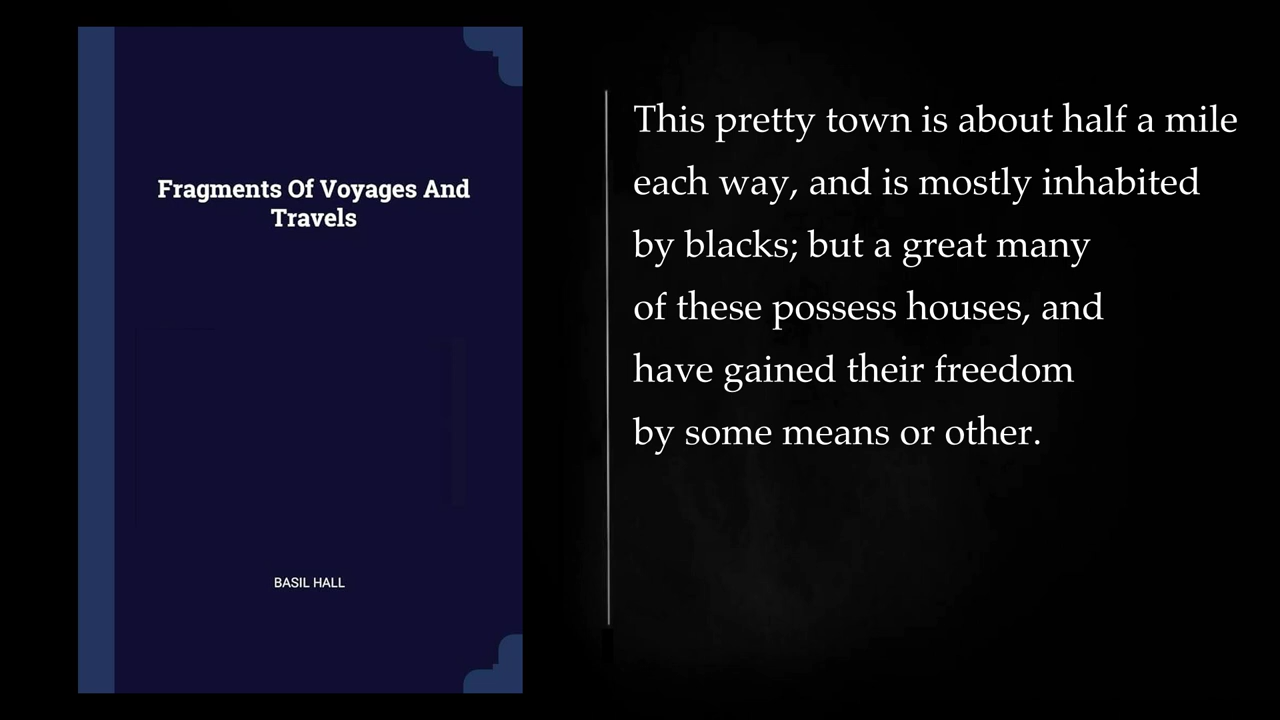 Fragments Of Voyages And
Travels
BASIL HALL
This pretty town is about half a mile
each way, and is mostly inhabited
by blacks; but a great many
of these possess houses, and
have gained their freedom
by some means or other.